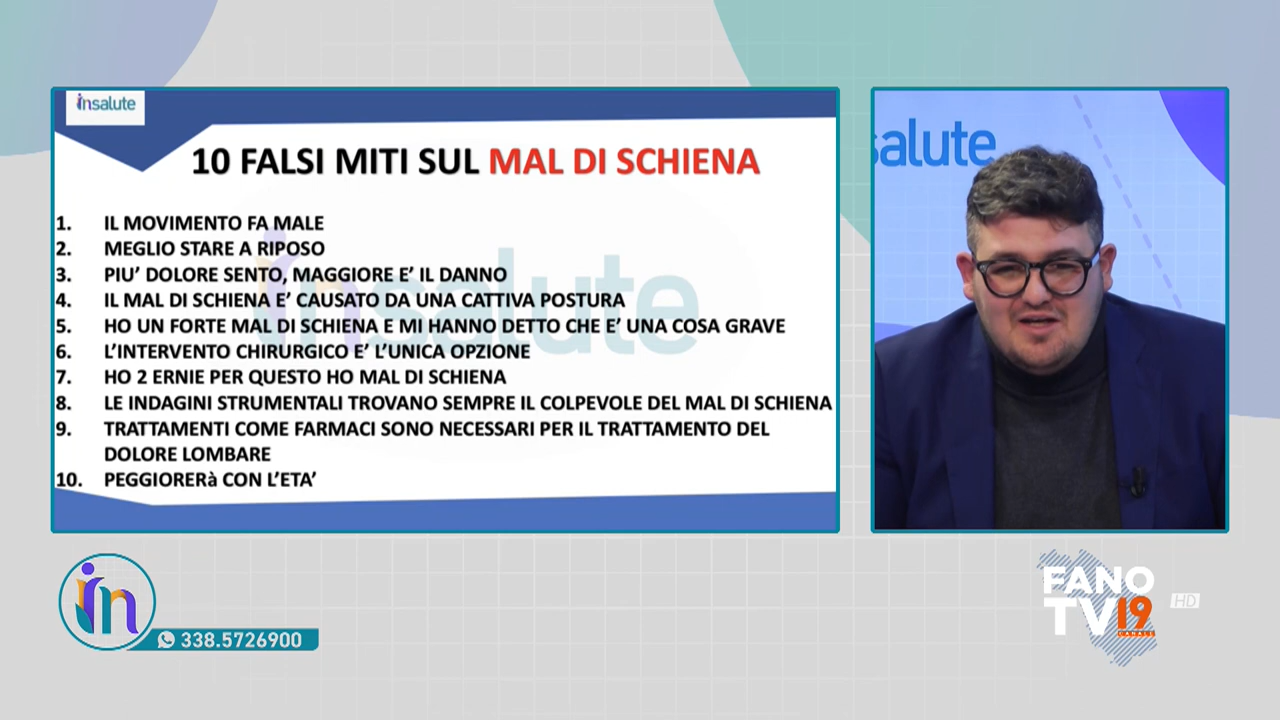 insalute
10 FALSI MITI SUL MAL DI SCHIENA
1. IL MOVIMENTO FA MALE
2. MEGLIO STARE A RIPOSO
3. PIU' DOLORE SENTO, MAGGIORE E' IL DANNO
4. IL MAL DI SCHIENA E' CAUSATO DA UNA CATTIVA POSTURA
5. HO UN FORTE MAL DI SCHIENA E MI HANNO DETTO CHE E' UNA COSA GRAVE
6. L'INTERVENTO CHIRURGICO E' L'UNICA OPZIONE
7. HO 2 ERNIE PER QUESTO HO MAL DI SCHIENA
8. LE INDAGINI STRUMENTALI TROVANO SEMPRE IL COLPEVOLE DEL MAL DI SCHIENA
9. TRATTAMENTI COME FARMACI SONO NECESSARI PER IL TRATTAMENTO DEL
DOLORE LOMBARE
10. PEGGIORERà CON L'ETA'
insalute
salute
in
338.5726900
FANO
TV19
CANALE
HD